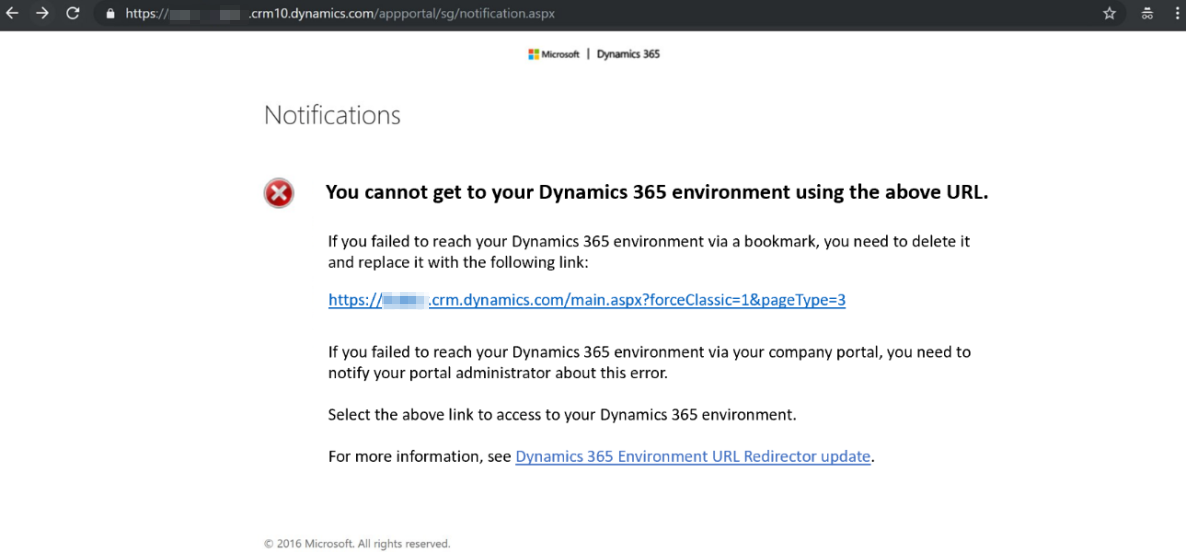 https:// .crm10.dynamics.com/appportal/sg/notification.aspx
Microsoft | Dynamics 365
Notifications
You cannot get to your Dynamics 365 environment using the above URL.
If you failed to reach your Dynamics 365 environment via a bookmark, you need to delete it
and replace it with the following link:
https:// .crm.dynamics.com/main.aspx?forceClassic=1&pageType=3
If you failed to reach your Dynamics 365 environment via your company portal, you need to
notify your portal administrator about this error.
Select the above link to access to your Dynamics 365 environment.
For more information, see Dynamics 365 Environment URL Redirector update.
© 2016 Microsoft. All rights reserved.